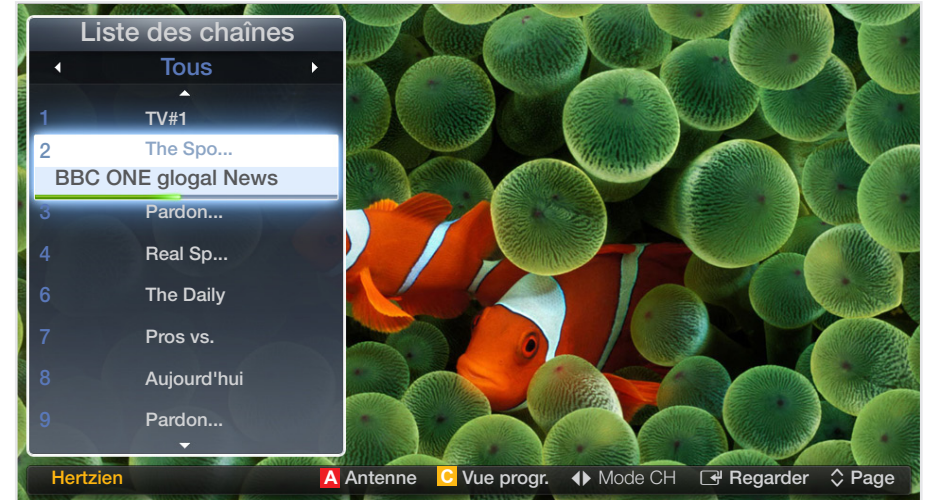 Liste des chaînes
Tous
1 TV#1
2 The Spo...
BBC ONE glogal News
3 Pardon...
4 Real Sp...
6 The Daily
7 Pros vs.
8 Aujourd'hui
9 Pardon...
Hertzien A Antenne C Vue progr. Mode CH Regarder Page